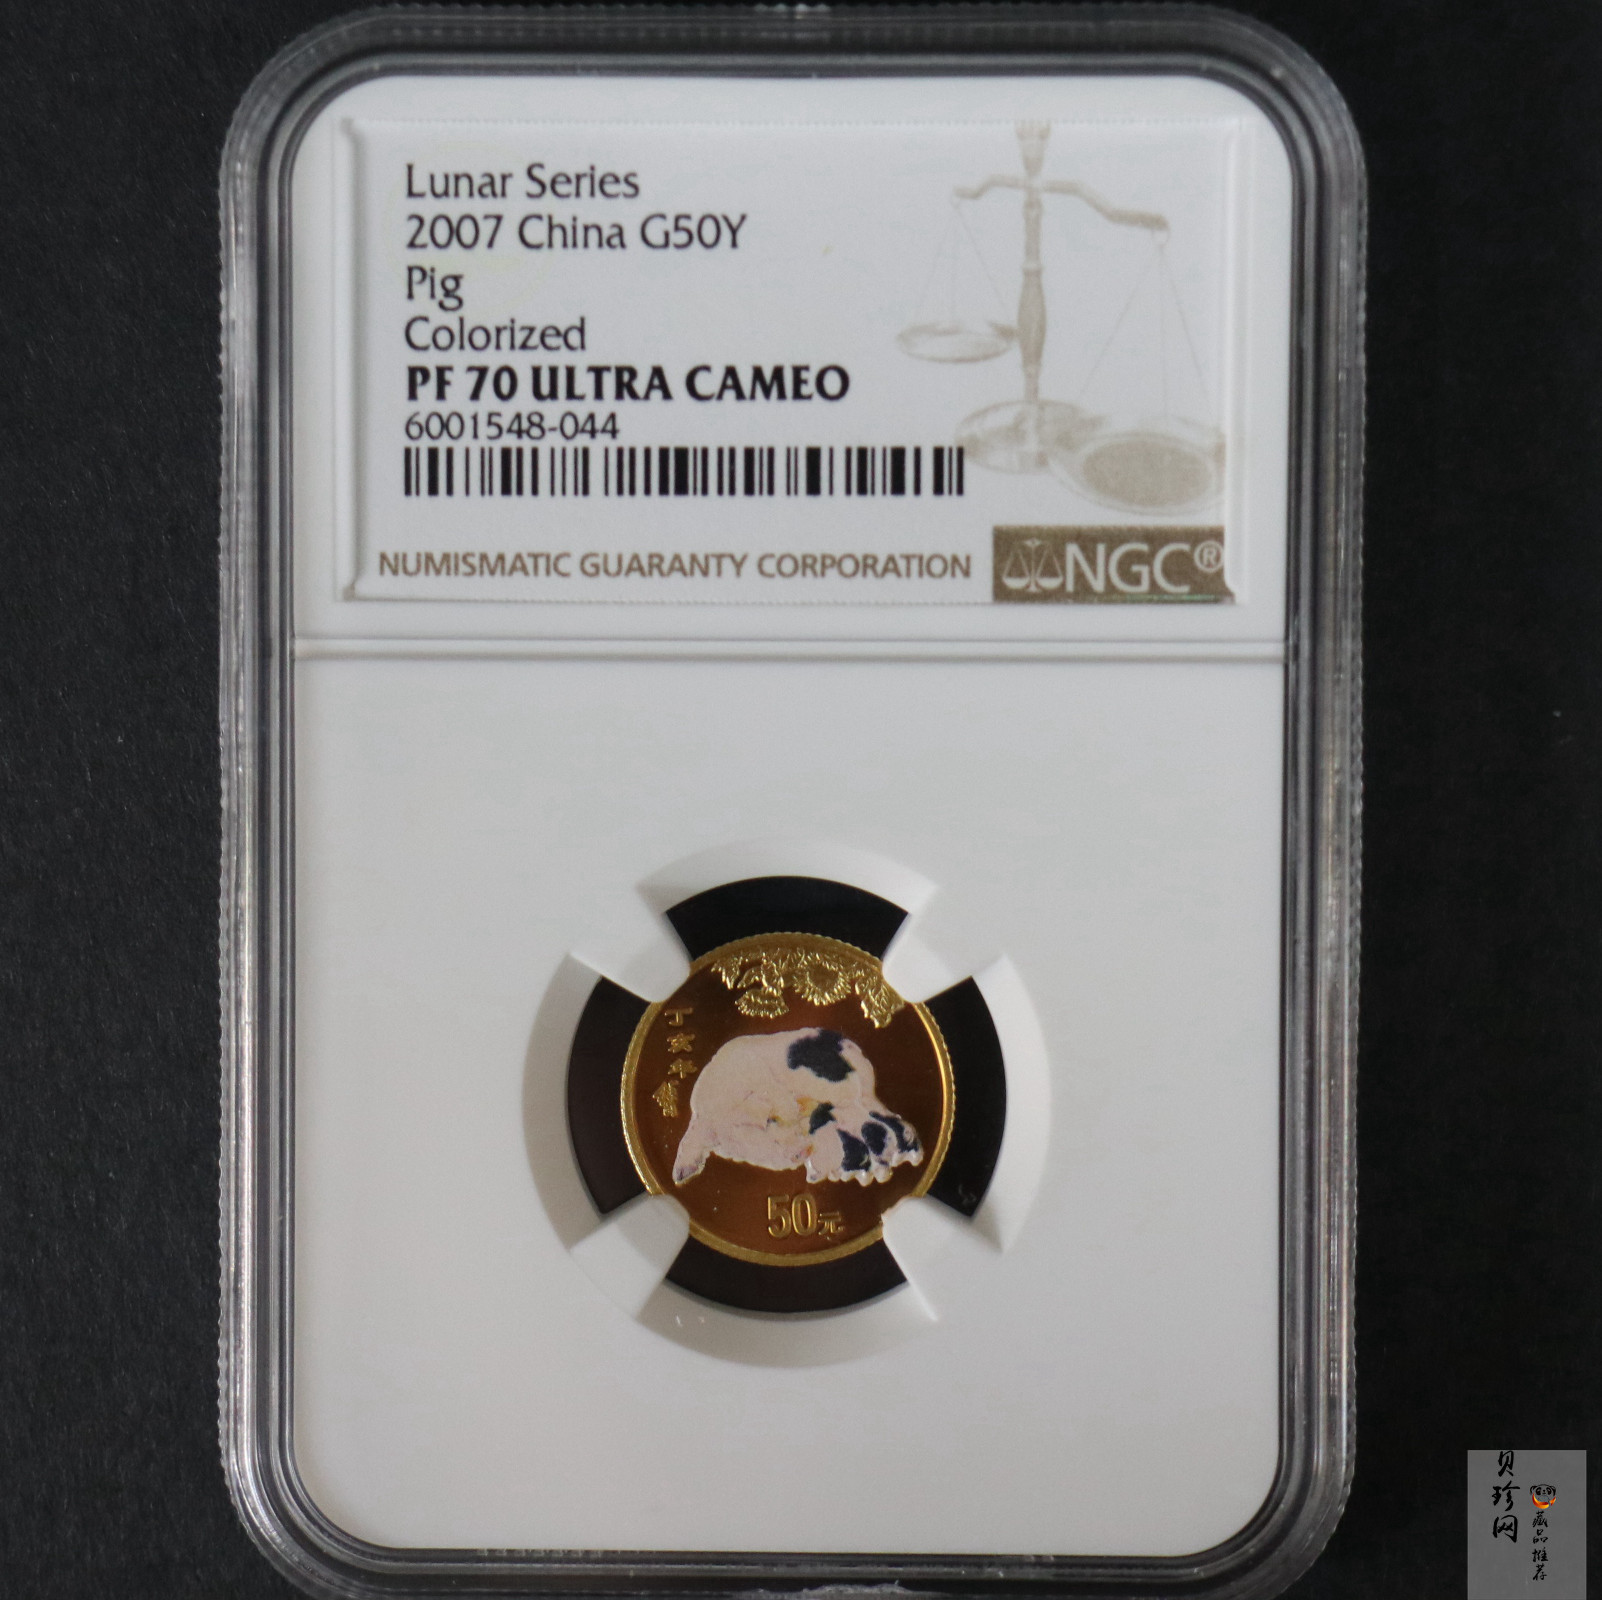 Lunar Series
2007 China G50Y
Pig
Colorized
PF 70 ULTRA CAMEO
6001548-044
NUMISMATIC GUARANTY CORPORATION
NGC®
丁亥年
50元
贝珍网
藏品推荐